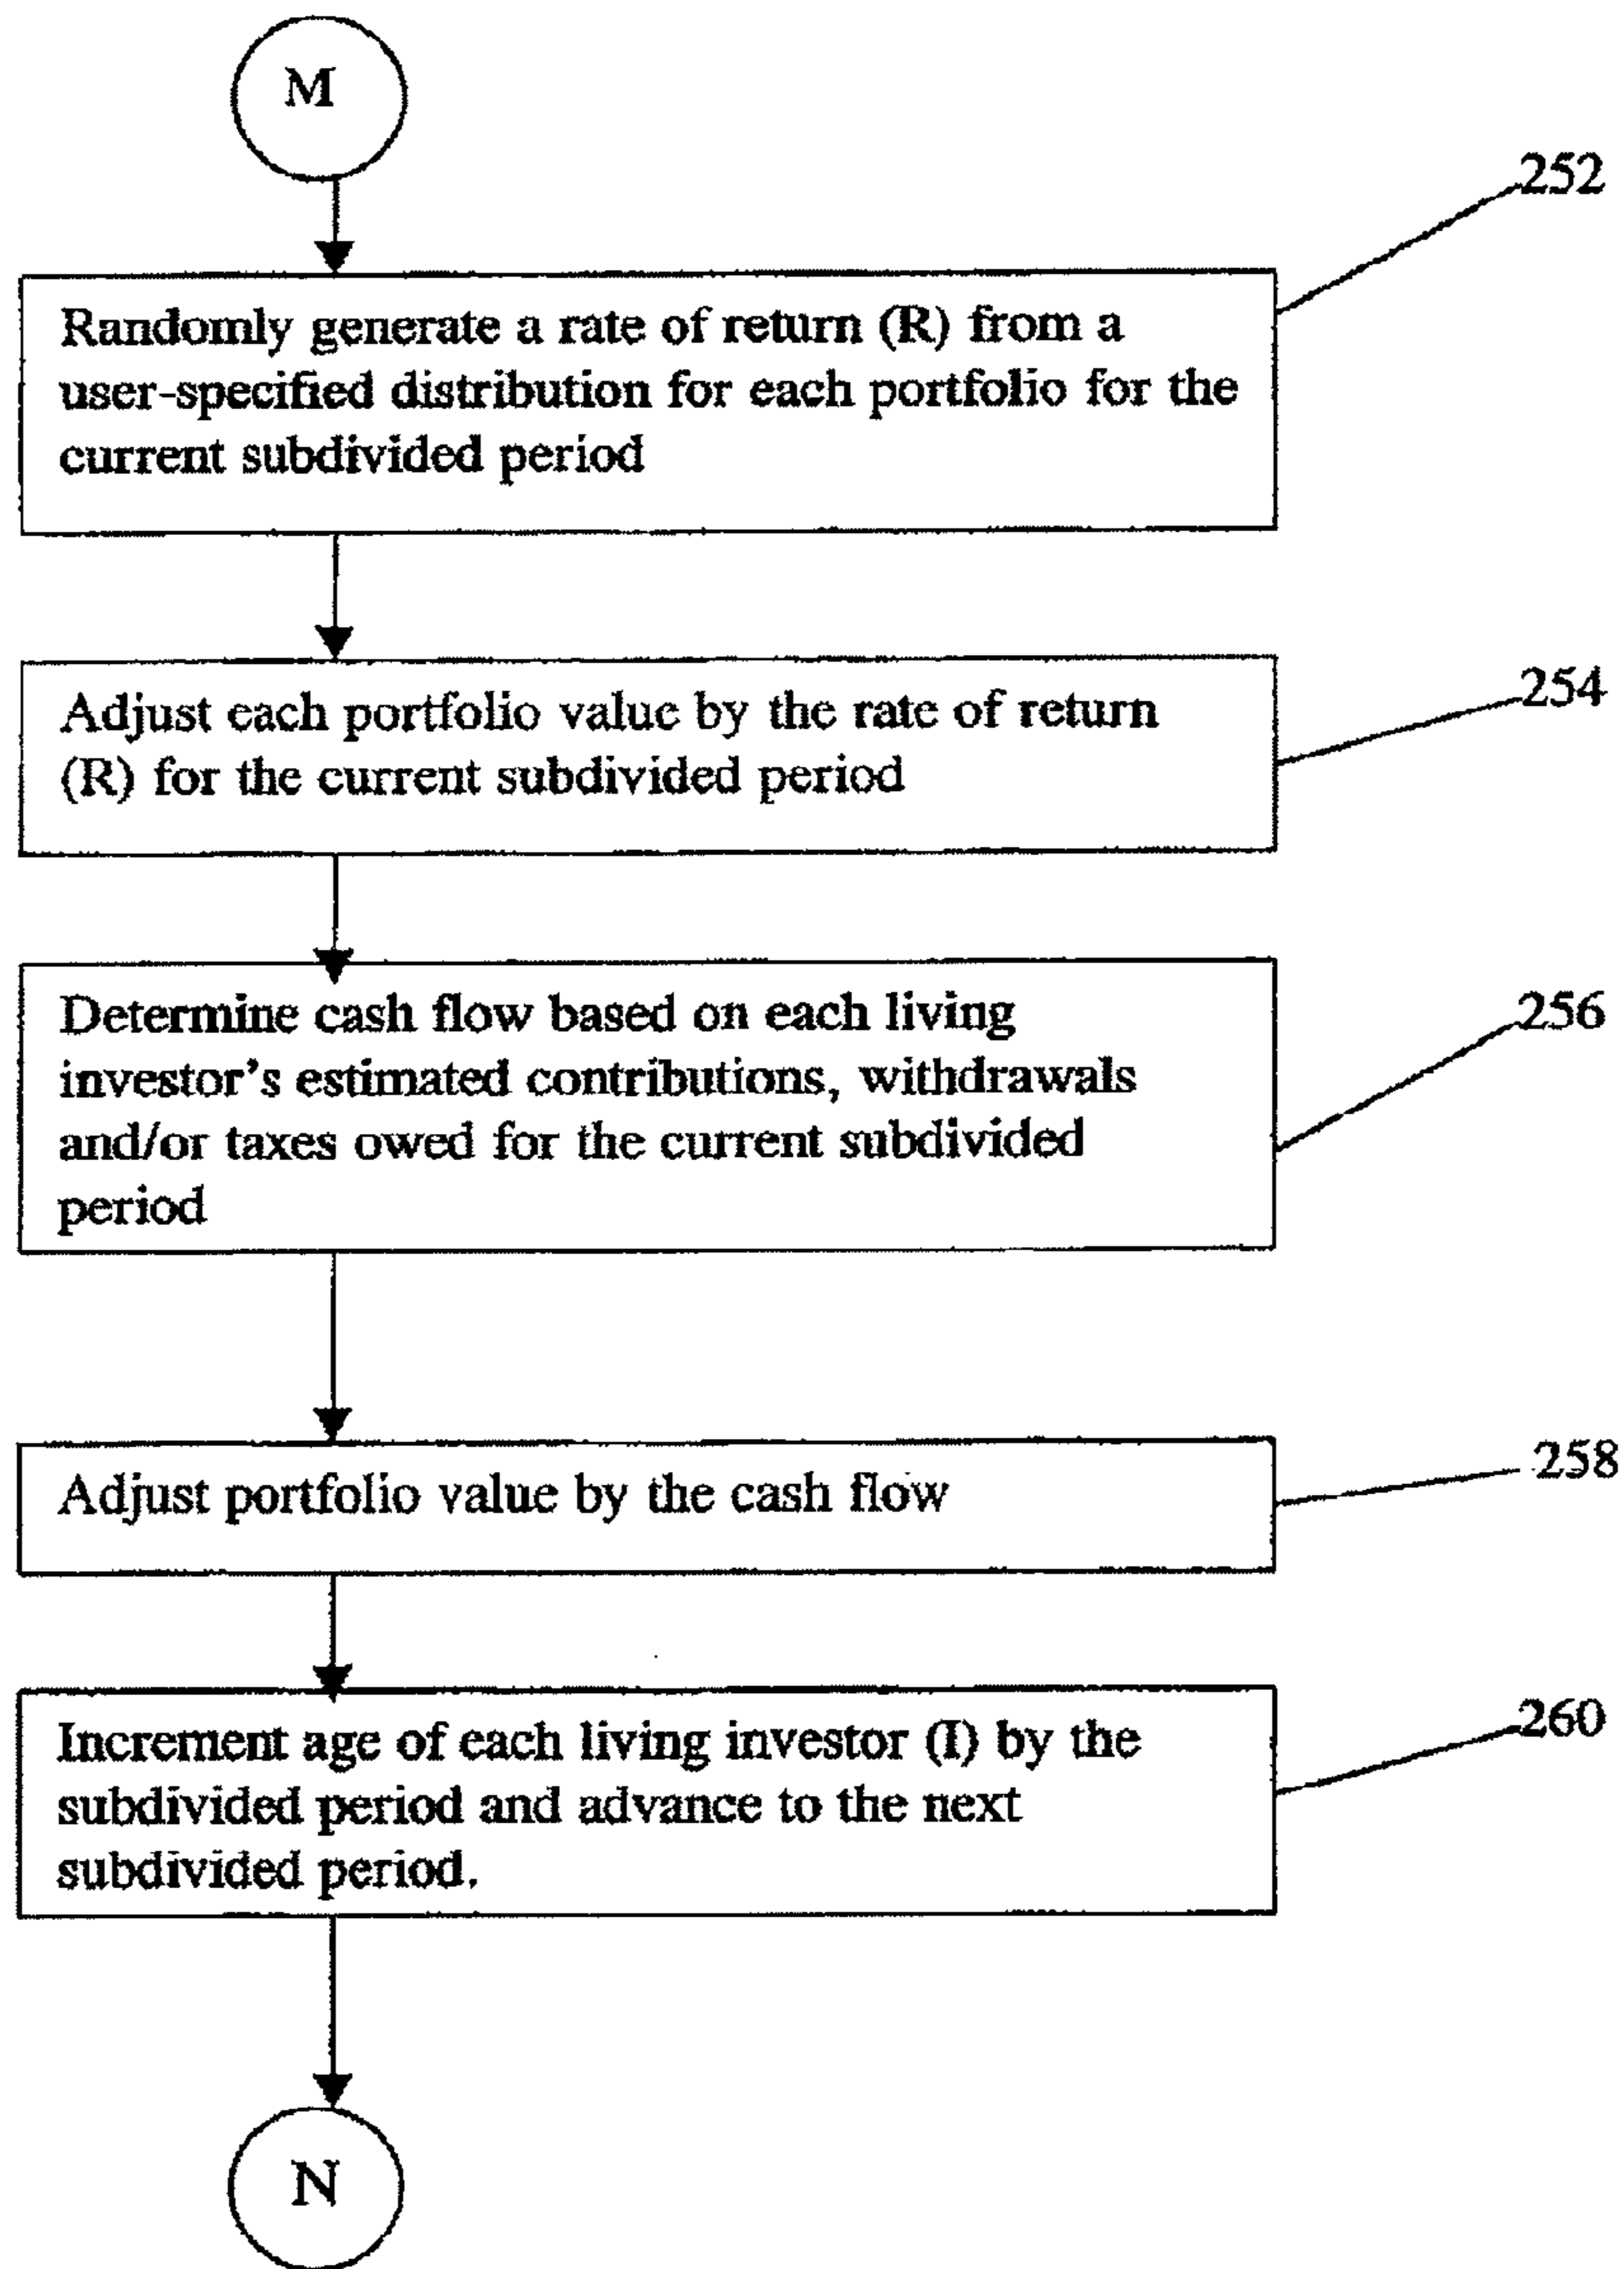 M
252
Randomly generate a rate of return (R) from a
user-specified distribution for each portfolio for the
current subdivided period
254
Adjust each portfolio value by the rate of return
(R) for the current subdivided period
256
Determine cash flow based on each living
investor's estimated contributions, withdrawals
and/or taxes owed for the current subdivided
period
258
Adjust portfolio value by the cash flow
260
Increment age of each living investor (I) by the
subdivided period and advance to the next
subdivided period.
N